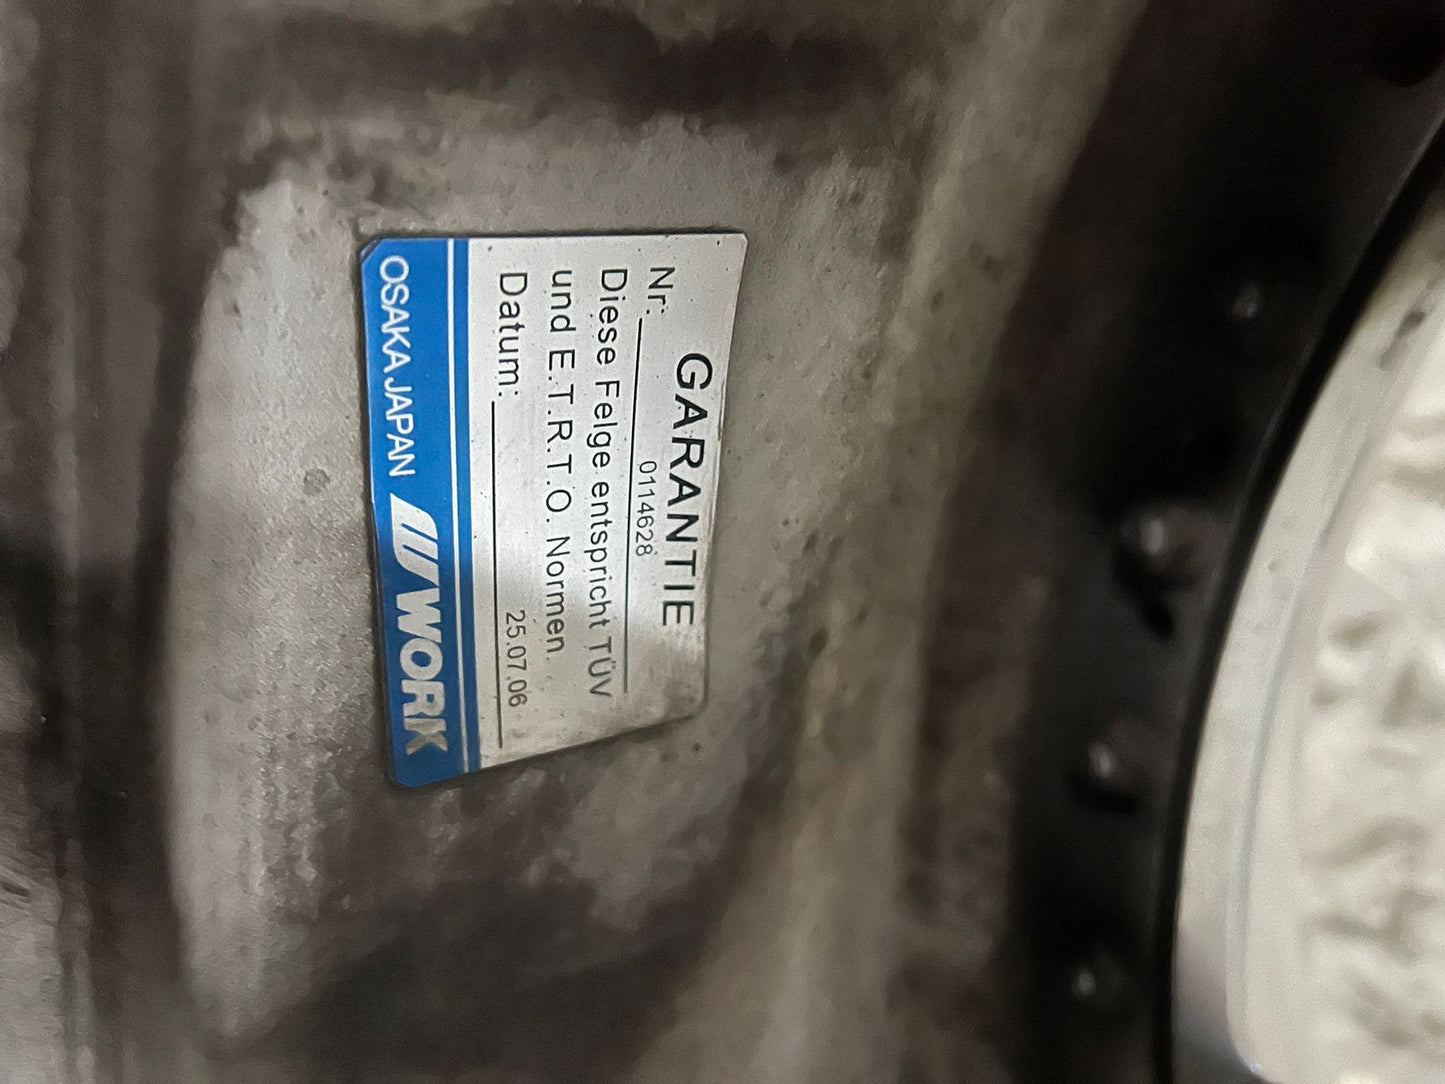 GARANTIE
Nr: 0114628
Diese Felge entspricht TÜV
und E.T.R.T.O. Normen.
Datum: 25.07.06
OSAKA JAPAN WORK